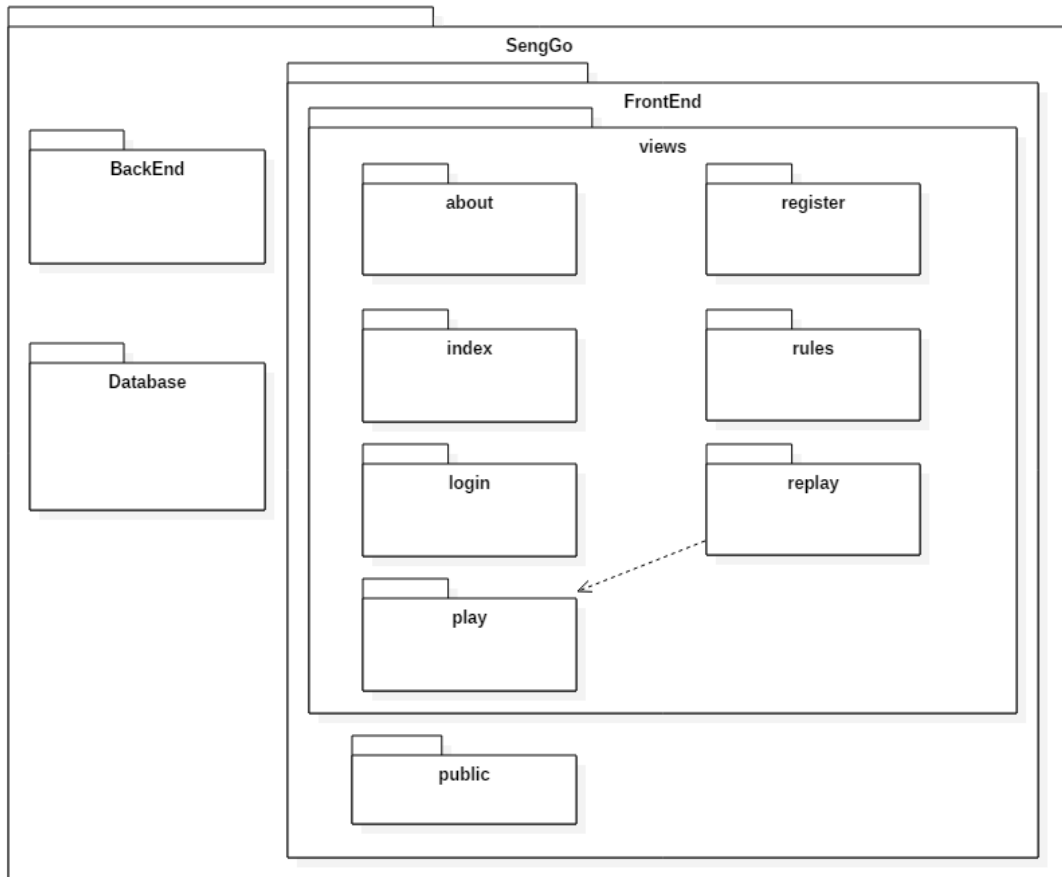 SengGo
FrontEnd
views
BackEnd
about
register
index
rules
Database
login
replay
play
public